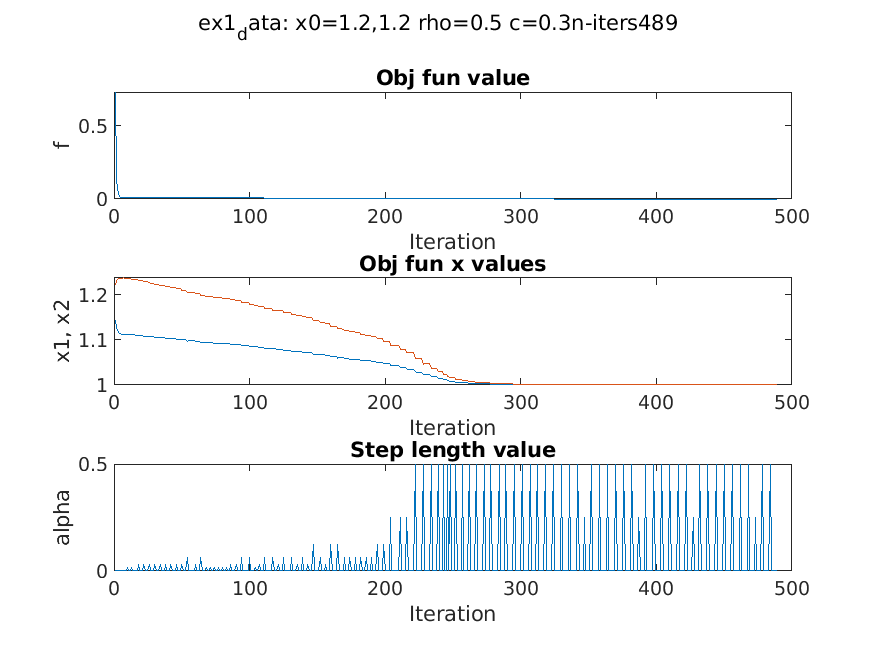 ex1data: x0=1.2,1.2 rho=0.5 c=0.3n-iters489
Obj fun value
f
0.5
0
0 100 200 300 400 500
Iteration
Obj fun x values
x1, x2
1.2
1.1
1
0 100 200 300 400 500
Iteration
Step length value
alpha
0.5
0
0 100 200 300 400 500
Iteration